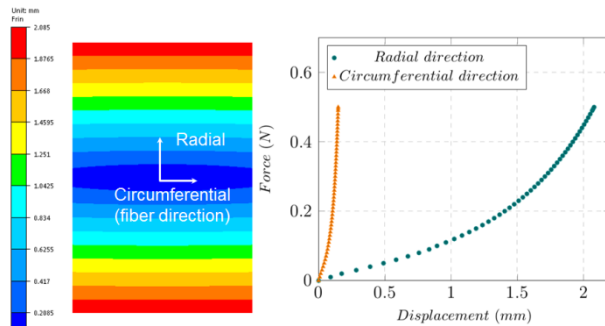 Unit: mm
Frin
2.085
1.8765
1.668
1.4595
1.251
1.0425
0.834
0.6255
0.417
0.2085
Radial
Circumferential
(fiber direction)
Radial direction
Circumferential direction
Force (N)
0.6
0.4
0.2
0
0 0.5 1 1.5 2
Displacement (mm)